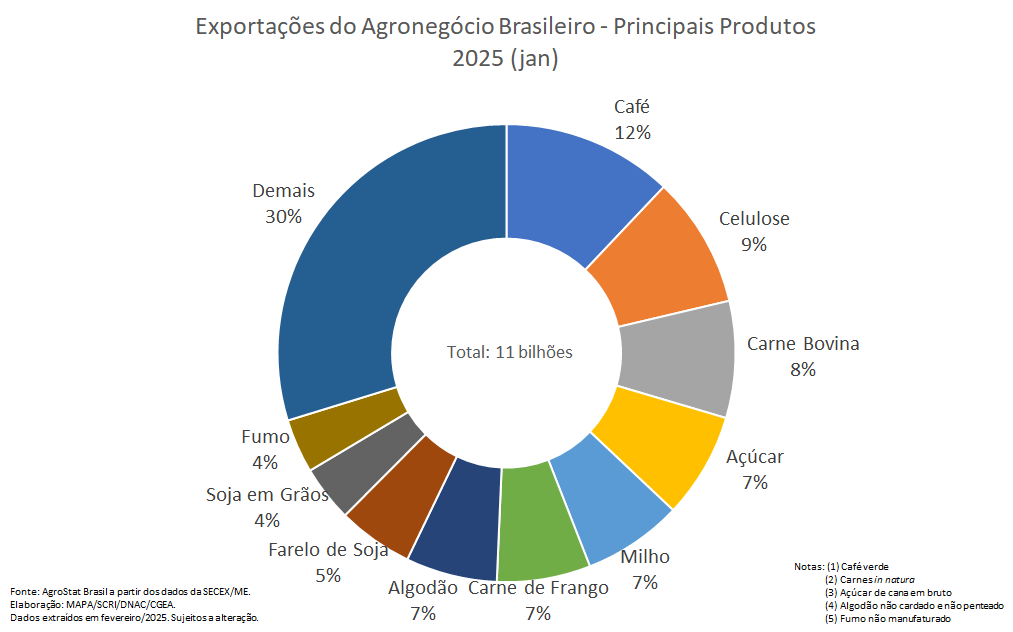 Exportações do Agronegócio Brasileiro - Principais Produtos
2025 (jan)
Café
12%
Celulose
9%
Carne Bovina
8%
Açúcar
7%
Milho
7%
Carne de Frango
7%
Algodão
7%
Farelo de Soja
5%
Soja em Grãos
4%
Fumo
4%
Demais
30%
Total: 11 bilhões
Fonte: AgroStat Brasil a partir dos dados da SECEX/ME.
Elaboração: MAPA/SCRI/DNAC/CGEA.
Dados extraídos em fevereiro/2025. Sujeitos a alteração.
Notas: (1) Café verde
(2) Carnes in natura
(3) Açúcar de cana em bruto
(4) Algodão não cardado e não penteado
(5) Fumo não manufaturado